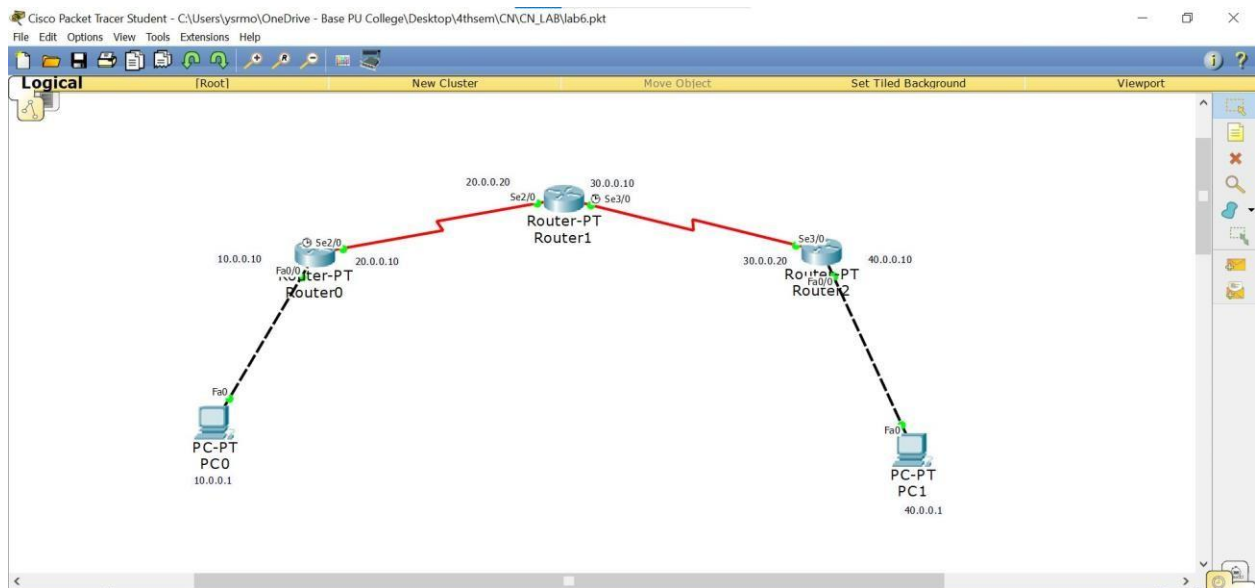 Cisco Packet Tracer Student - C:\Users\ysrmo\OneDrive - Base PU College\Desktop\4thsem\CN\CN_LAB\lab6.pkt
File Edit Options View Tools Extensions Help
Logical [Root] New Cluster Move Object Set Tiled Background Viewport
20.0.0.20 30.0.0.10
Se2/0 Se3/0
Router-PT
Router1
Se2/0 Se3/0
10.0.0.10 20.0.0.10 30.0.0.20 40.0.0.10
Fa0/0 Router-PT Router-PT
Fa0/0
Router0 Router2
Fa0
PC-PT
PC0
10.0.0.1
Fa0
PC-PT
PC1
40.0.0.1